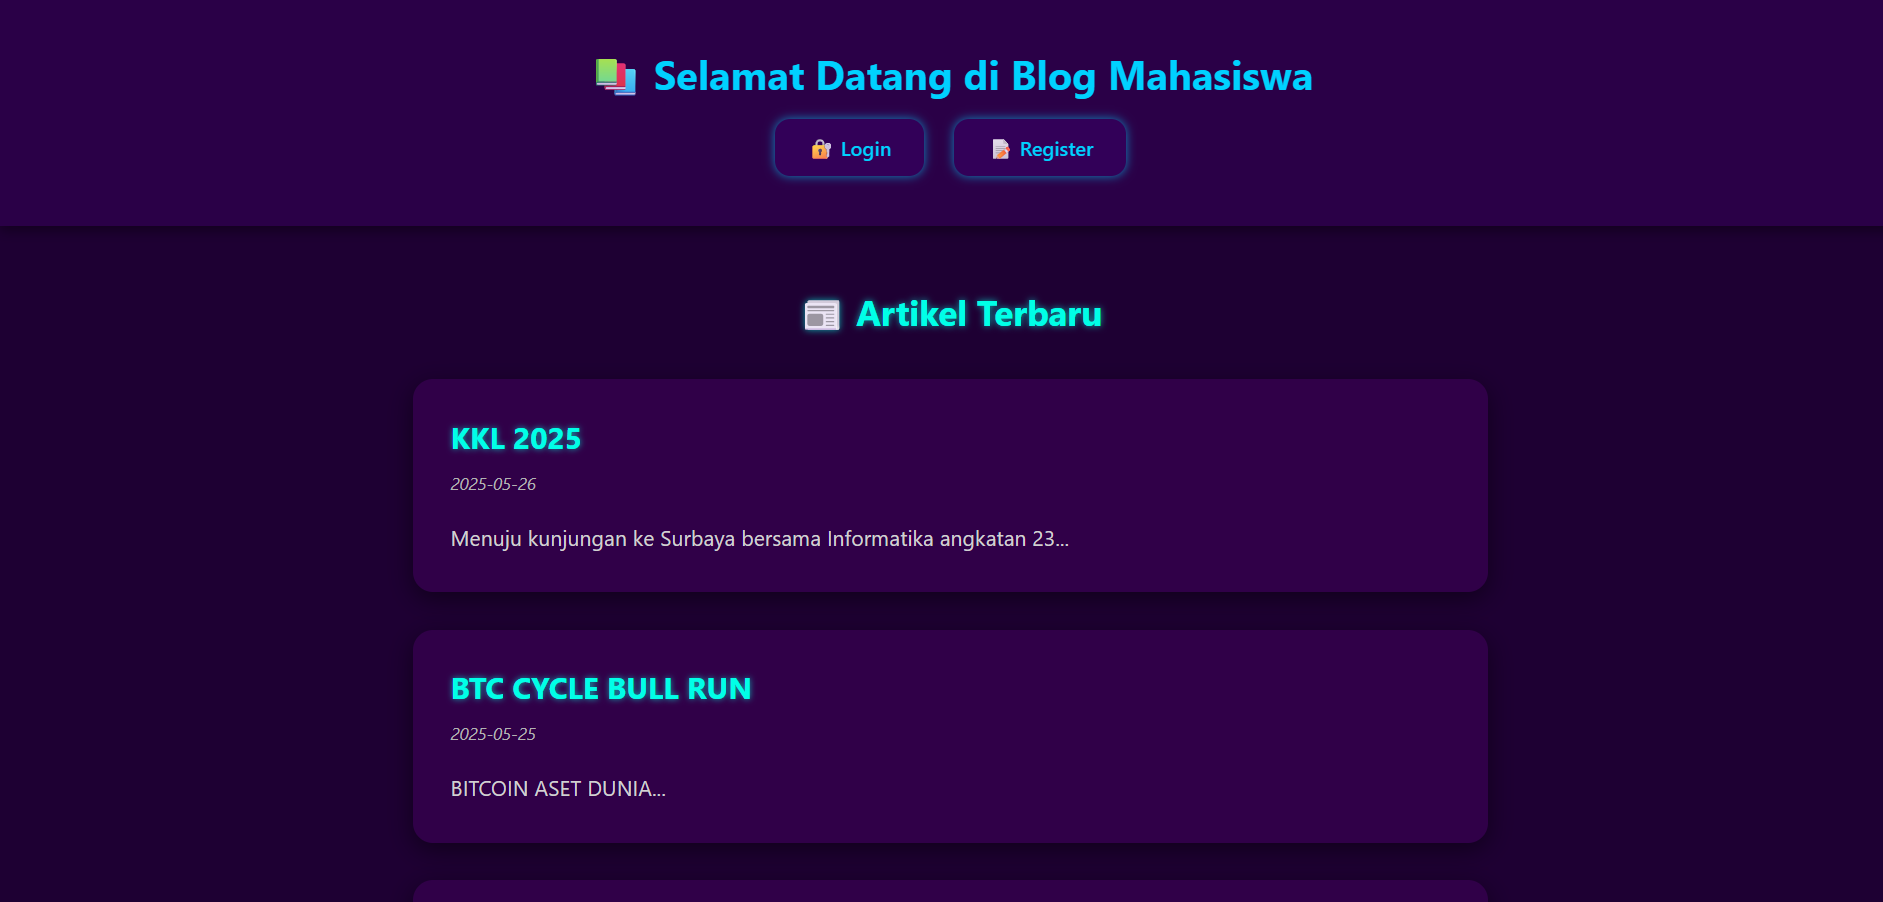 Selamat Datang di Blog Mahasiswa
Login
Register
Artikel Terbaru
KKL 2025
2025-05-26
Menuju kunjungan ke Surbaya bersama Informatika angkatan 23...
BTC CYCLE BULL RUN
2025-05-25
BITCOIN ASET DUNIA...